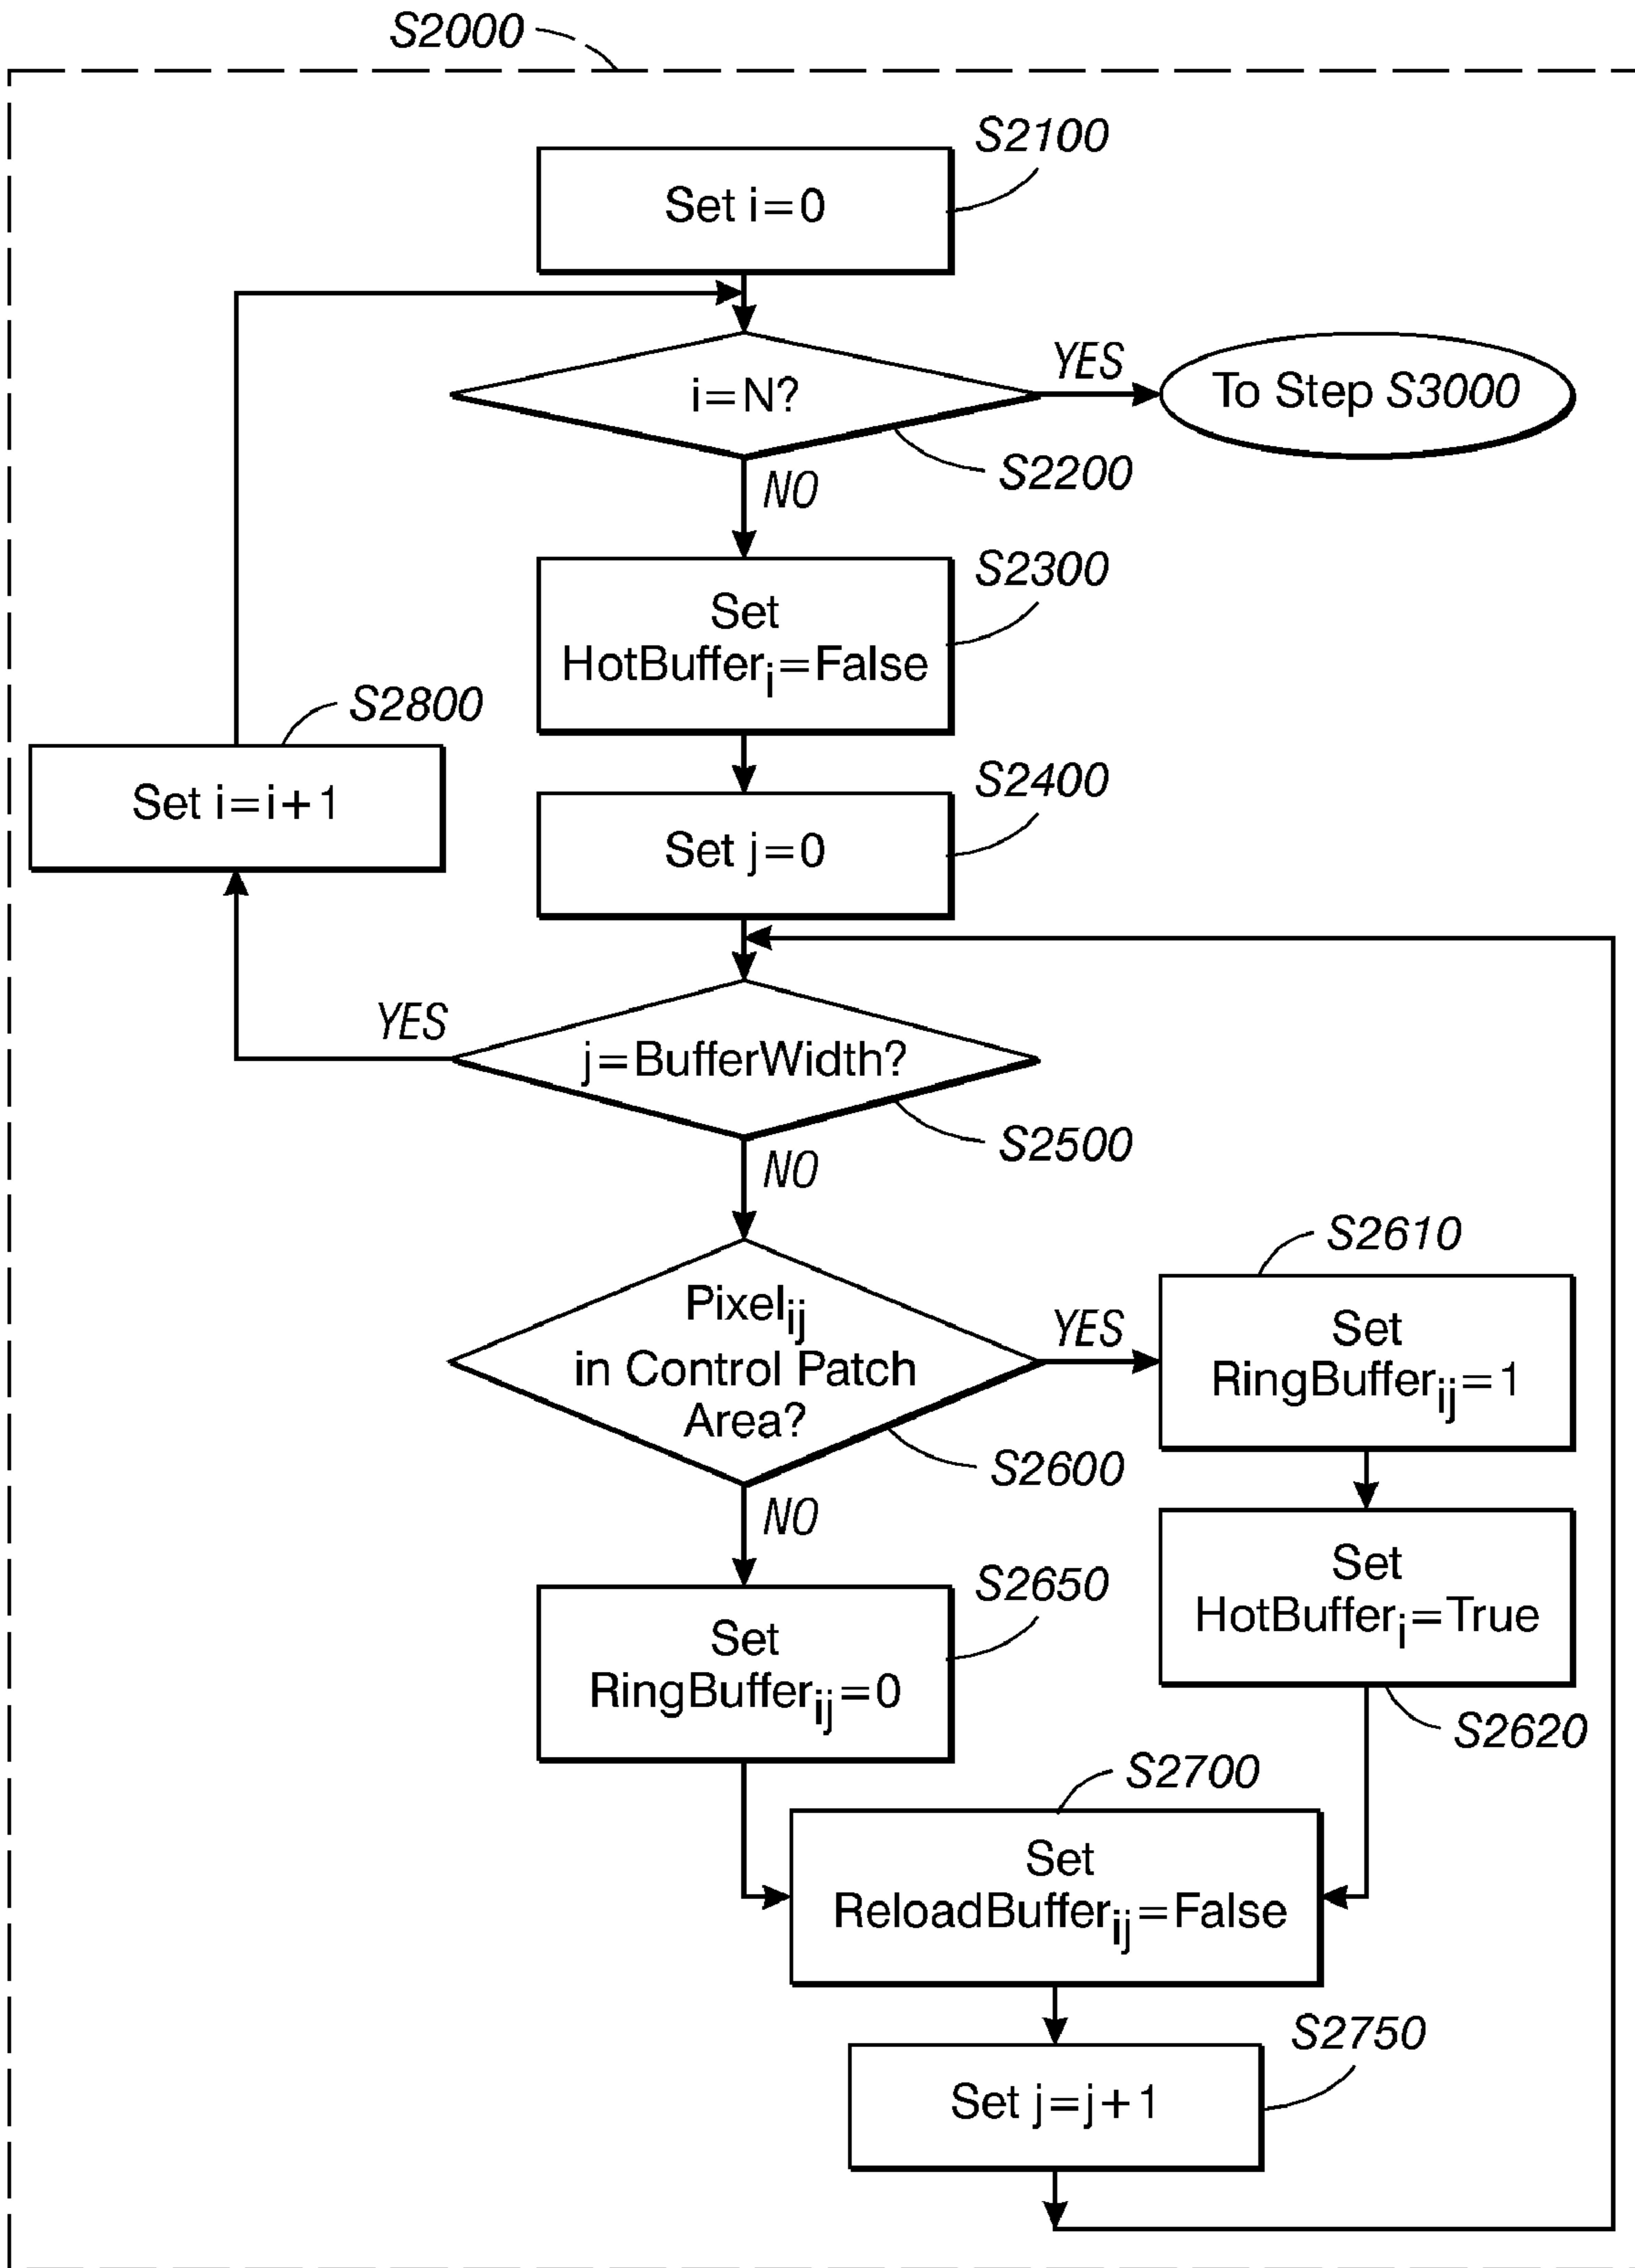 S2000
S2100
Set i=0
i=N?
YES
To Step S3000
S2200
NO
S2300
Set
HotBufferi=False
S2800
Set i=i+1
S2400
Set j=0
YES
j=BufferWidth?
S2500
NO
S2610
Pixelij
in Control Patch
Area?
YES
Set
RingBufferij=1
S2600
NO
Set
HotBufferi=True
S2650
Set
RingBufferij=0
S2620
S2700
Set
ReloadBufferij=False
S2750
Set j=j+1